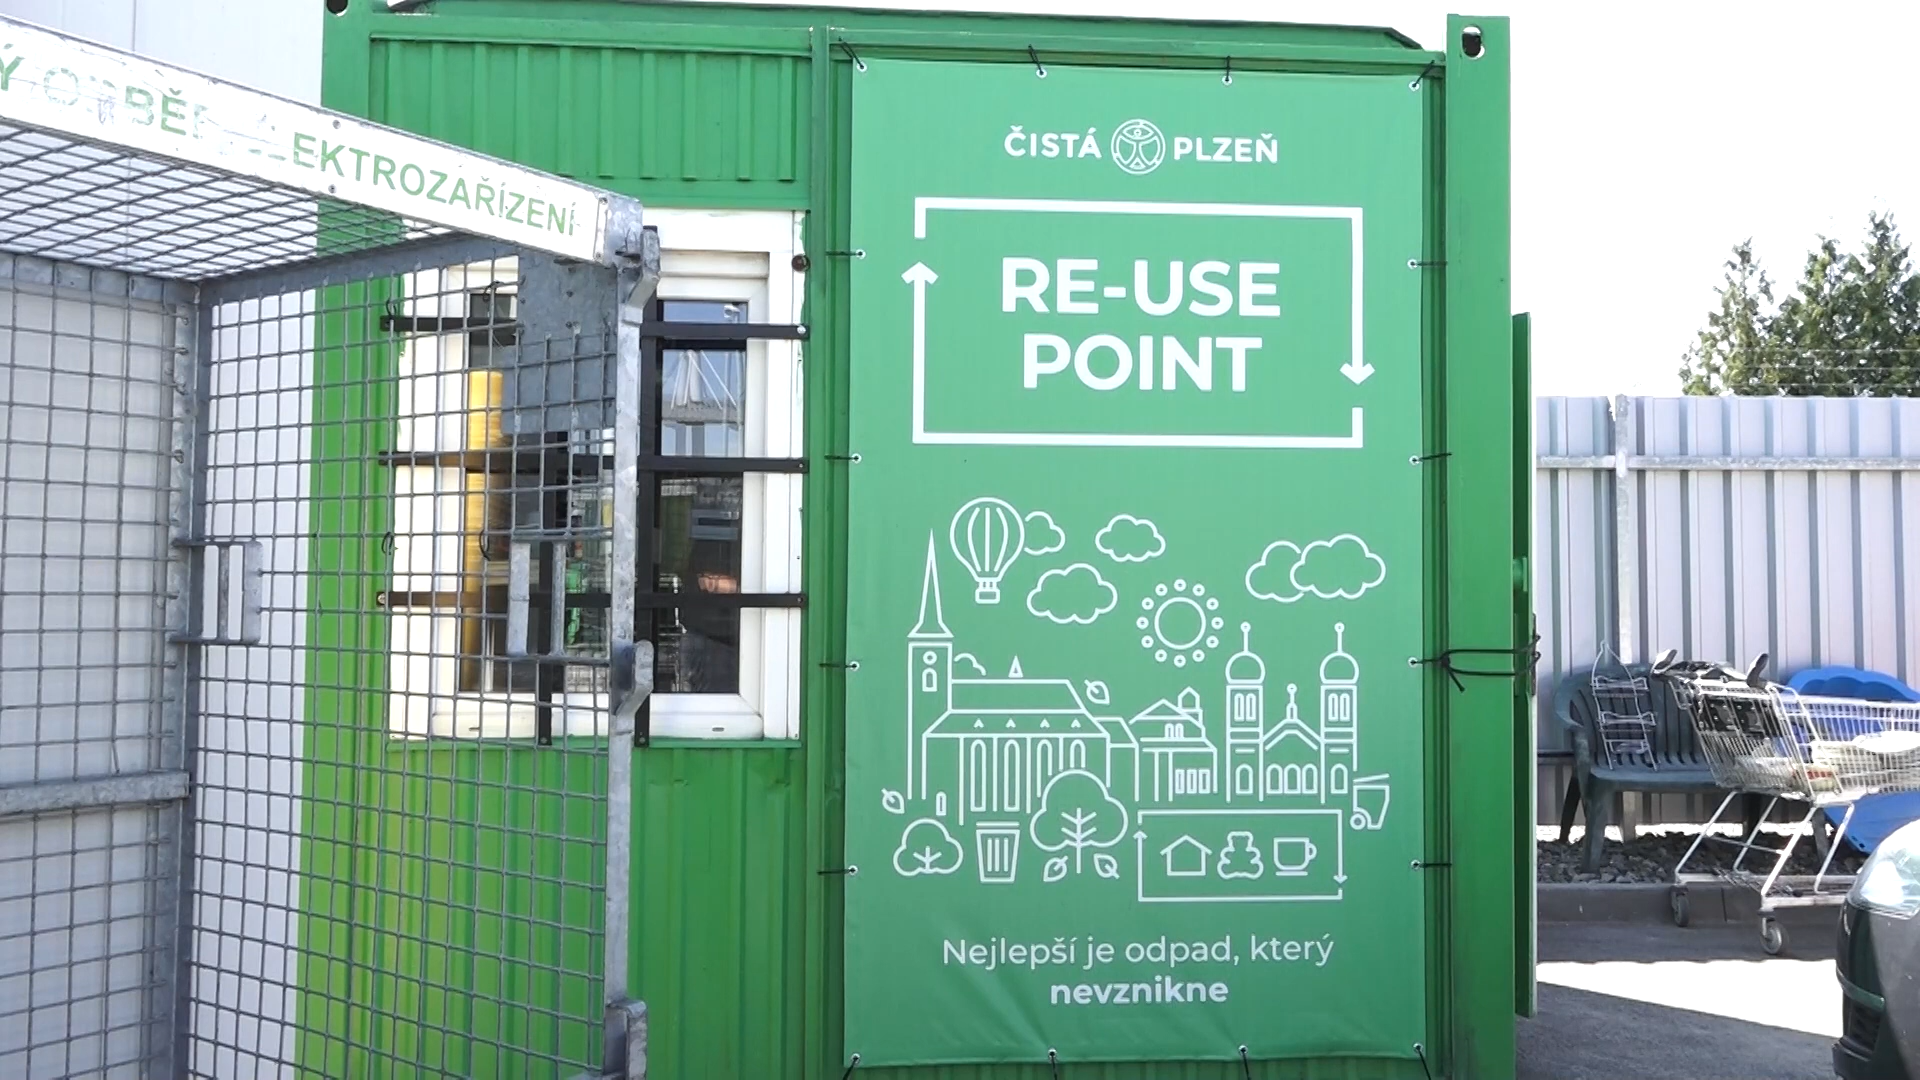 ELEKTROZAŘÍZENÍ
ČISTÁ PLZEŇ
RE-USE
POINT
Nejlepší je odpad, který
nevznikne